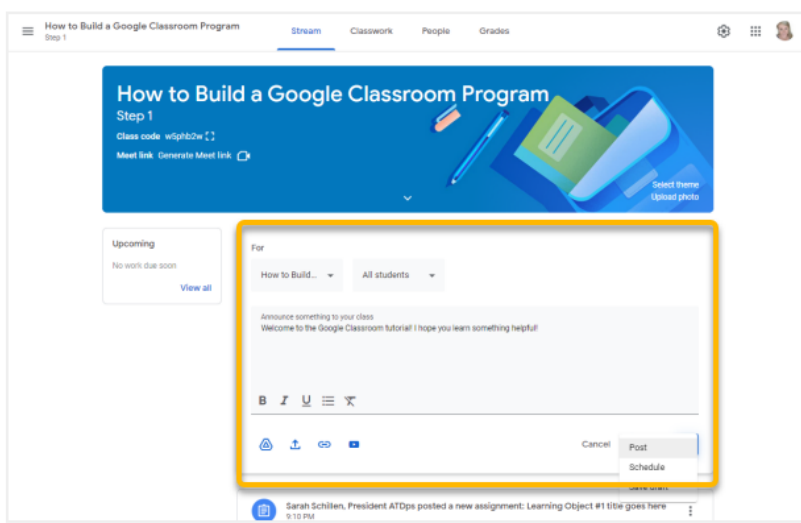 How to Build a Google Classroom Program
Step 1
Stream Classwork People Grades
How to Build a Google Classroom Program
Step 1
Class code w5phb2w
Meet link Generate Meet link
Select theme
Upload photo
Upcoming
No work due soon
View all
For
How to Build... All students
Announce something to your class
Welcome to the Google Classroom tutorial! I hope you learn something helpful!
B I U
Cancel Post
Schedule
Save draft
Sarah Schillen, President ATDps posted a new assignment: Learning Object #1 title goes here
9:10 PM